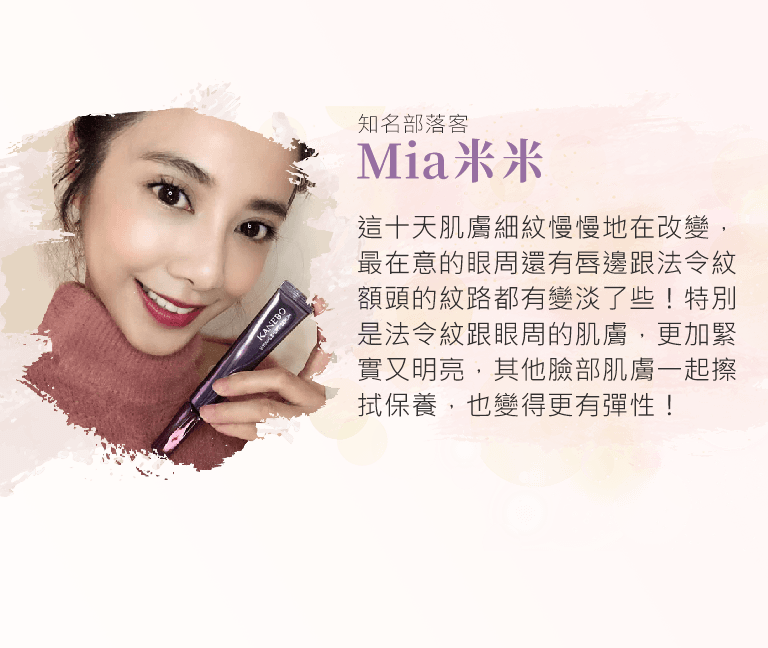 知名部落客
Mia米米
這十天肌膚細紋慢慢地在改變，
最在意的眼周還有唇邊跟法令紋
額頭的紋路都有變淡了些！特別
是法令紋跟眼周的肌膚，更加緊
實又明亮，其他臉部肌膚一起擦
拭保養，也變得更有彈性！
KANEBO